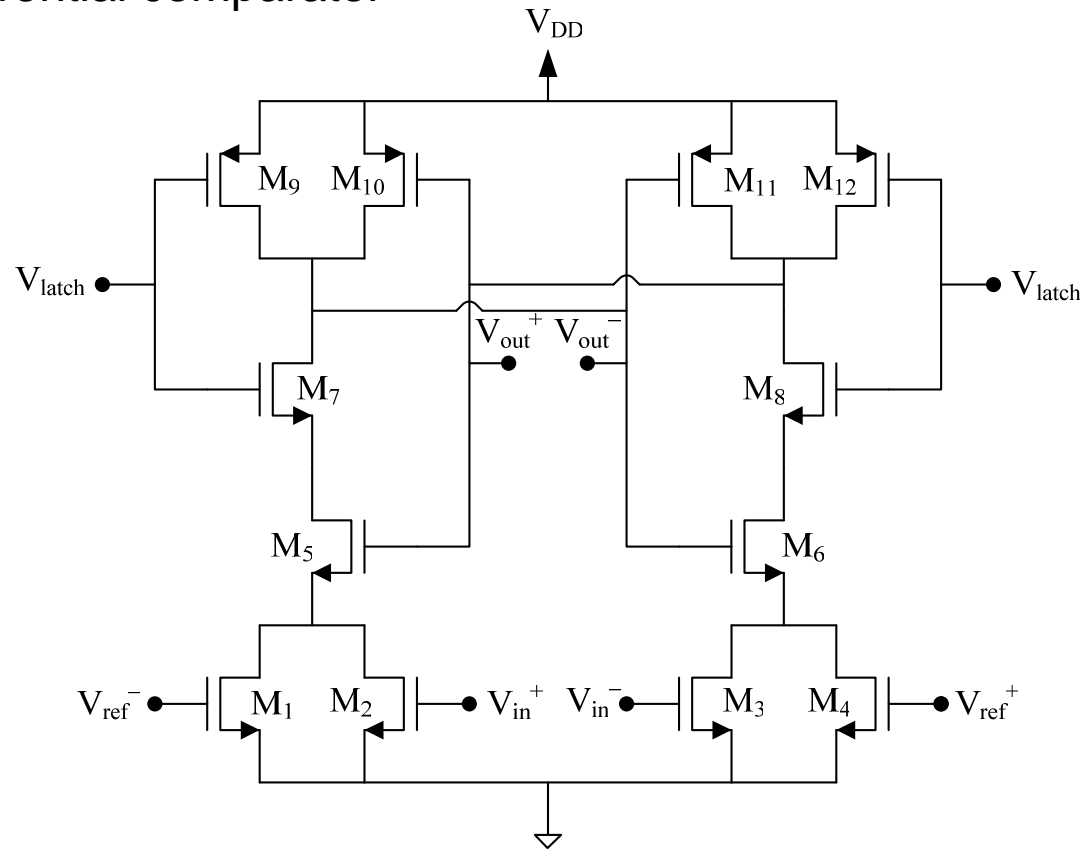 V_DD
M_9 M_10 M_11 M_12
V_latch V_latch
V_out^+ V_out^-
M_7 M_8
M_5 M_6
V_ref^- M_1 M_2 V_in^+ V_in^- M_3 M_4 V_ref^+